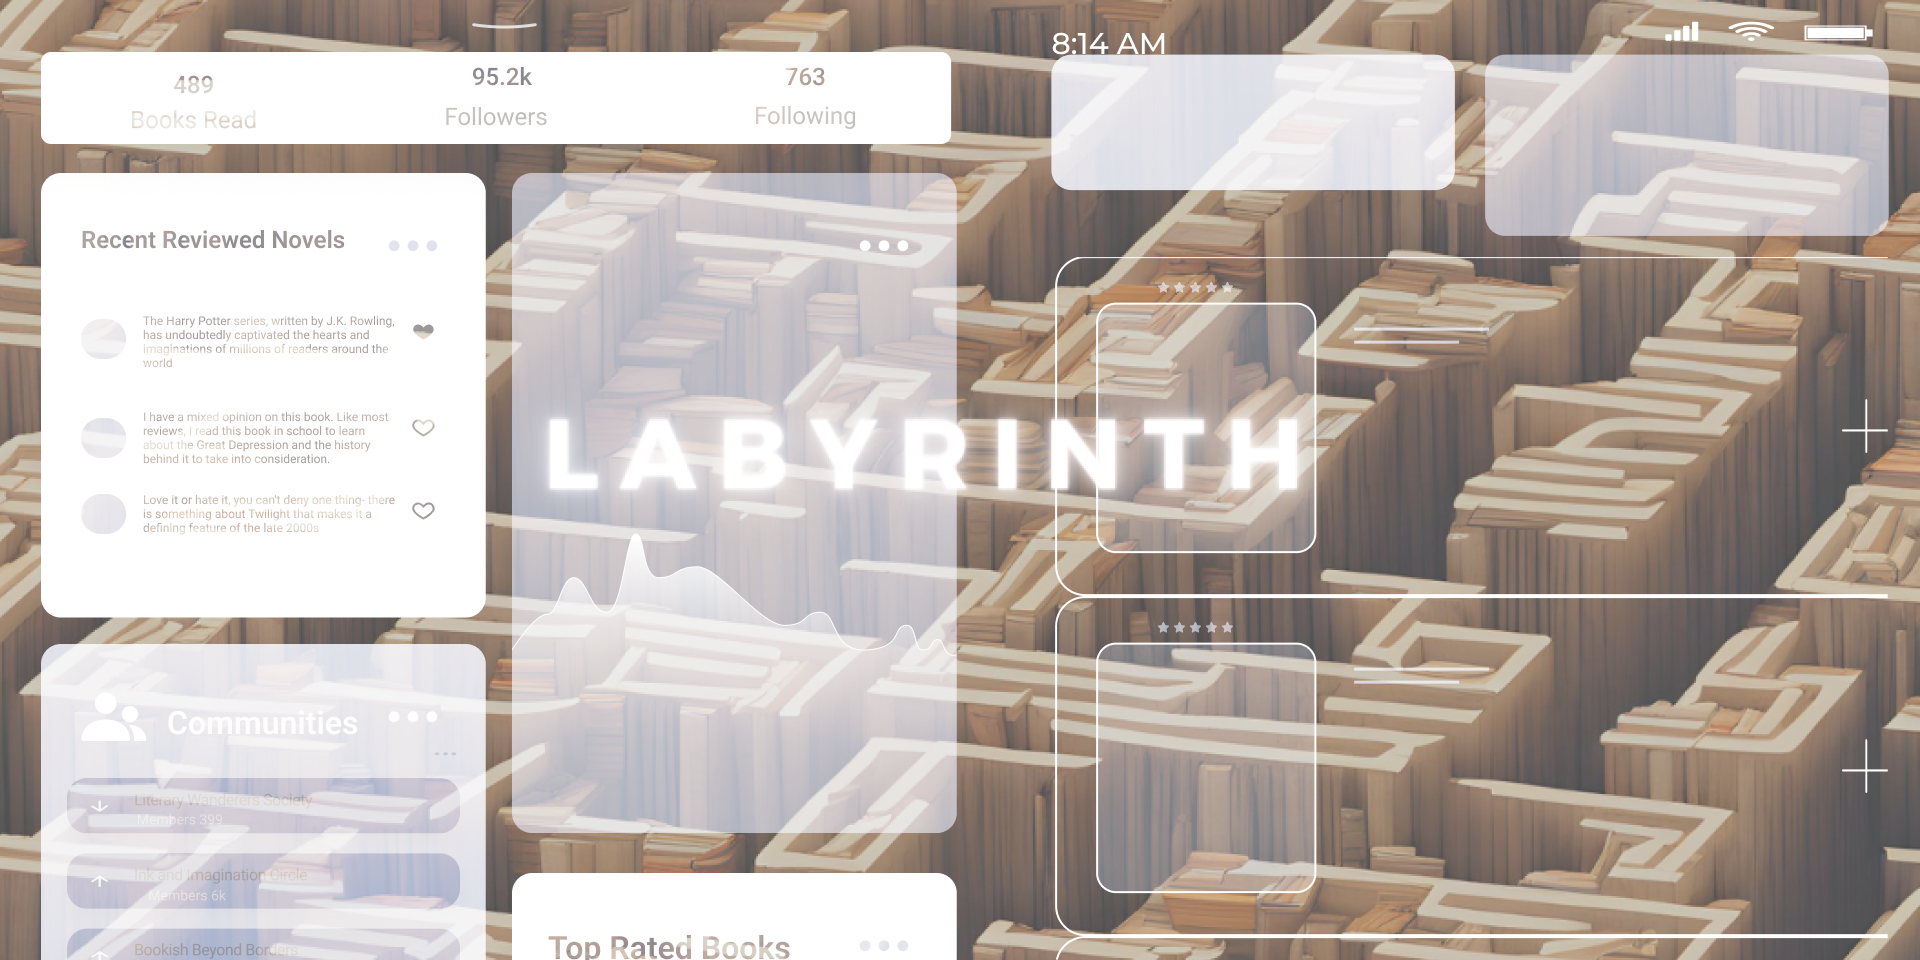 8:14 AM
489
Books Read
95.2k
Followers
763
Following
Recent Reviewed Novels
The Harry Potter series, written by J.K. Rowling,
has undoubtedly captivated the hearts and
imaginations of millions of readers around the
world
I have a mixed opinion on this book. Like most
reviews, I read this book in school to learn
about the Great Depression and the history
behind it to take into consideration.
Love it or hate it, you can't deny one thing- there
is something about Twilight that makes it a
defining feature of the late 2000s
LABYRINTH
Communities
Literary Wanderers Society
Members 399
Ink and Imagination Circle
Members 6k
Bookish Beyond Borders
Top Rated Books